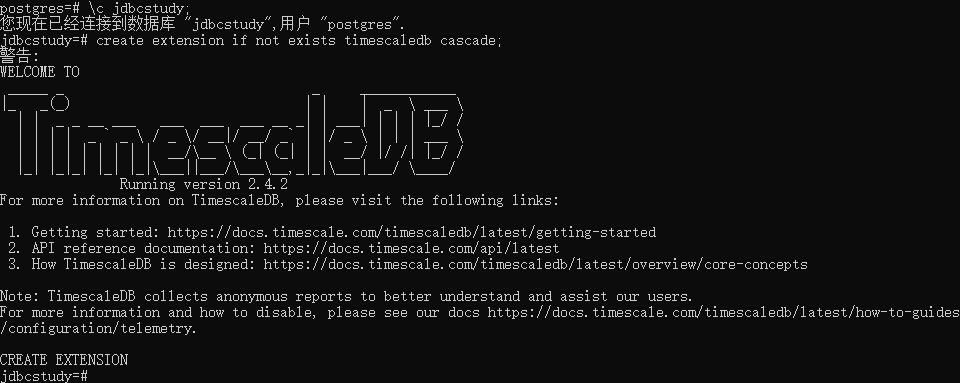 postgres=# \c jdbcstudy;
您现在已经连接到数据库 "jdbcstudy",用户 "postgres".
jdbcstudy=# create extension if not exists timescaledb cascade;
警告:
WELCOME TO
TimescaleDB
Running version 2.4.2
For more information on TimescaleDB, please visit the following links:
1. Getting started: https://docs.timescale.com/timescaledb/latest/getting-started
2. API reference documentation: https://docs.timescale.com/api/latest
3. How TimescaleDB is designed: https://docs.timescale.com/timescaledb/latest/overview/core-concepts
Note: TimescaleDB collects anonymous reports to better understand and assist our users.
For more information and how to disable, please see our docs https://docs.timescale.com/timescaledb/latest/how-to-guides
/configuration/telemetry.
CREATE EXTENSION
jdbcstudy=#